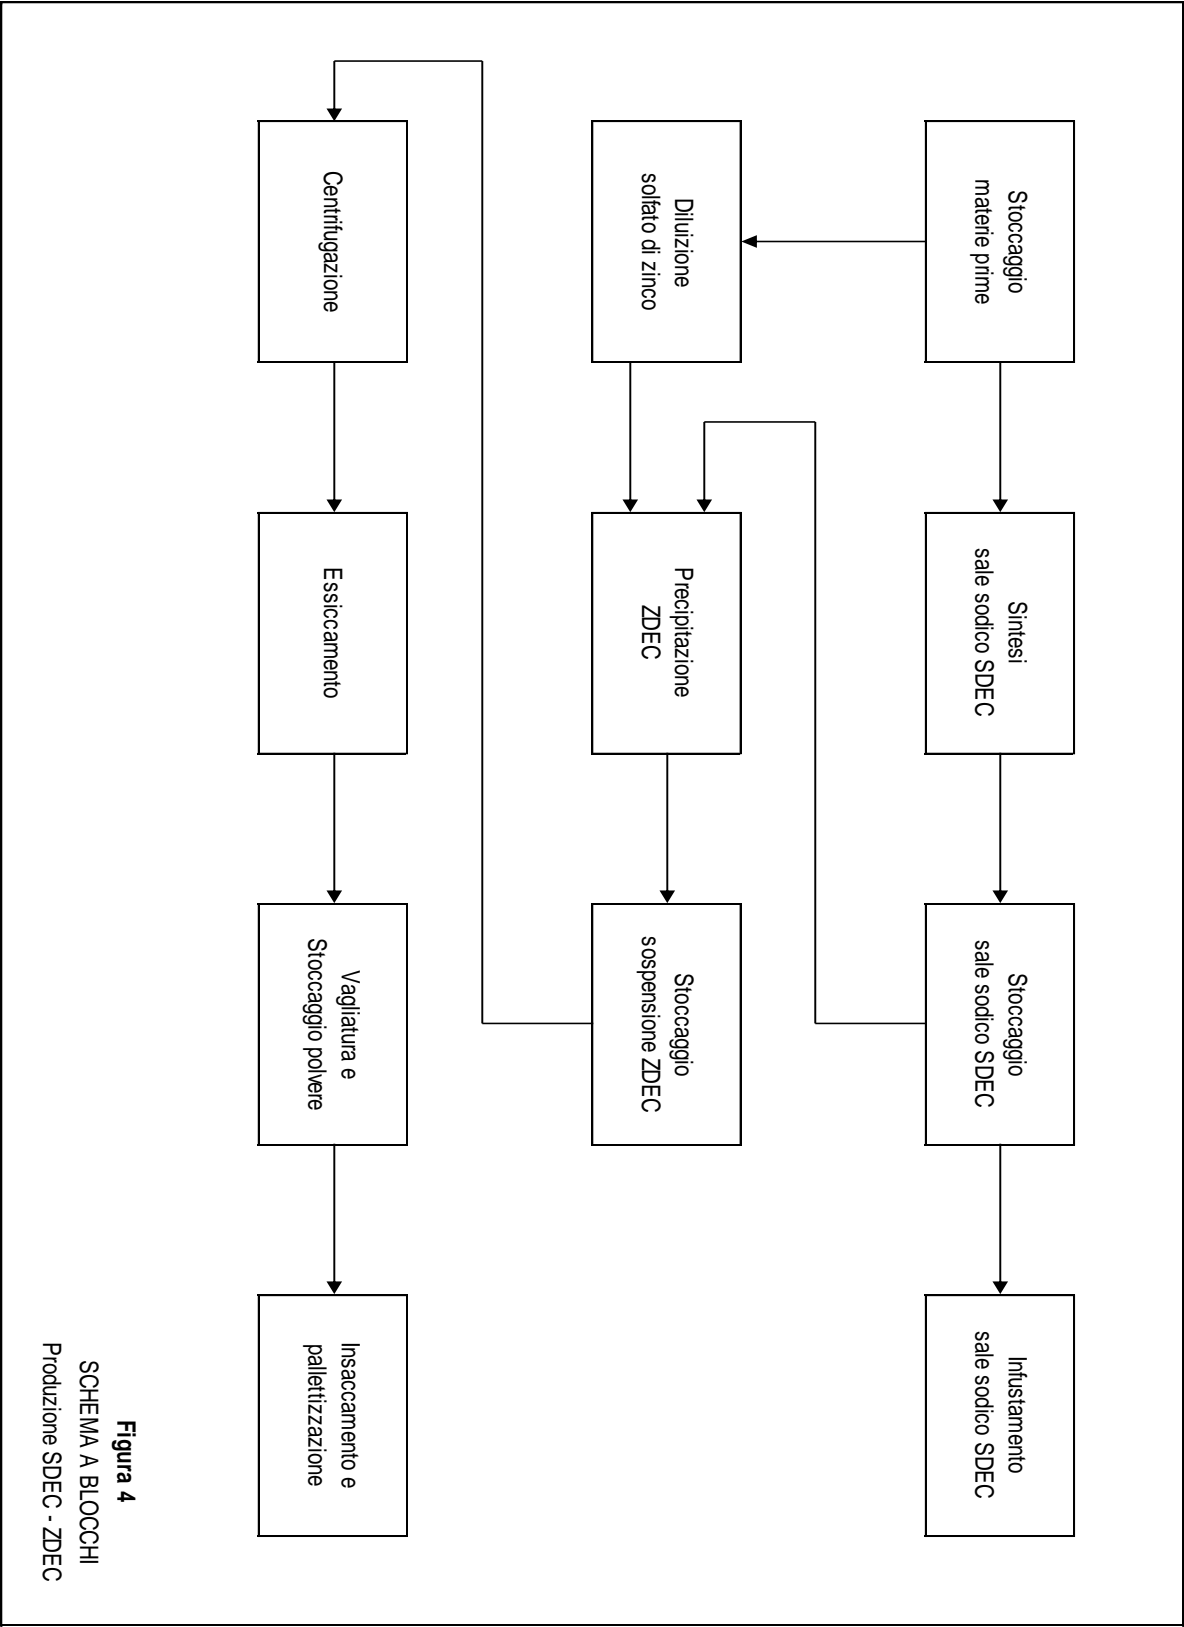 Stoccaggio
materie prime
Sintesi
sale sodico SDEC
Stoccaggio
sale sodico SDEC
Infustamento
sale sodico SDEC
Diluizione
solfato di zinco
Precipitazione
ZDEC
Stoccaggio
sospensione ZDEC
Centrifugazione
Essiccamento
Vagliatura e
Stoccaggio polvere
Insaccamento e
pallettizzazione
Figura 4
SCHEMA A BLOCCHI
Produzione SDEC - ZDEC